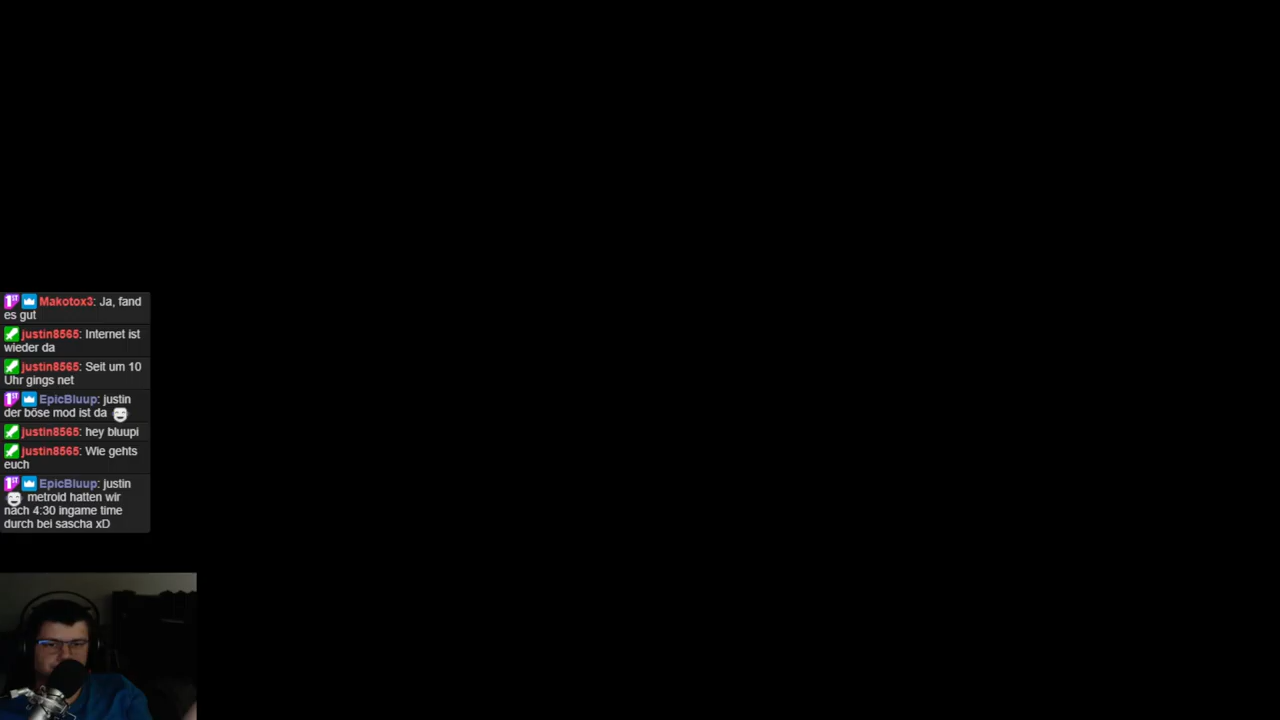 Makotox3: Ja, fand
es gut
justin8565: Internet ist
wieder da
justin8565: Seit um 10
Uhr gings net
EpicBluup: justin
der böse mod ist da
justin8565: hey bluupi
justin8565: Wie gehts
euch
EpicBluup: justin
metroid hatten wir
nach 4:30 ingame time
durch bei sascha xD